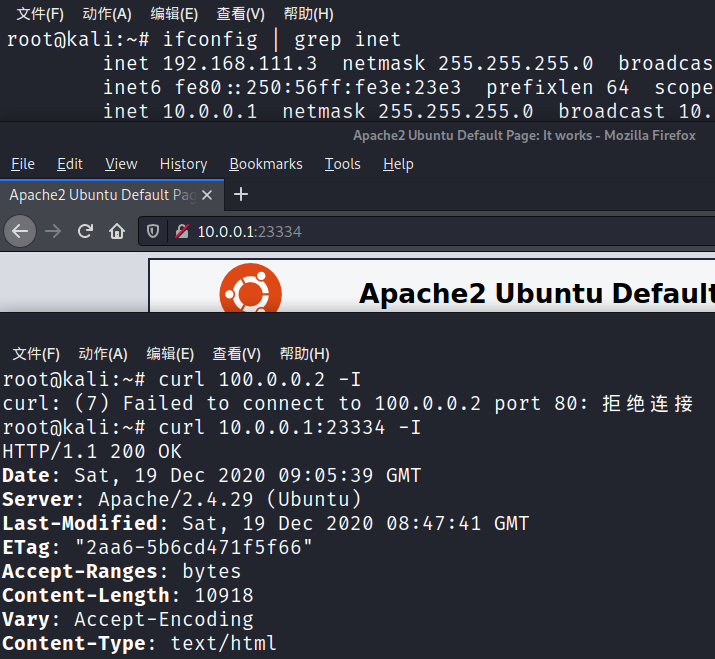 文件(F) 动作(A) 编辑(E) 查看(V) 帮助(H)
root@kali:~# ifconfig | grep inet
inet 192.168.111.3 netmask 255.255.255.0 broadcas
inet6 fe80::250:56ff:fe3e:23e3 prefixlen 64 scope
inet 10.0.0.1 netmask 255.255.255.0 broadcast 10.
Apache2 Ubuntu Default Page: It works - Mozilla Firefox
File Edit View History Bookmarks Tools Help
Apache2 Ubuntu Default Pag × +
10.0.0.1:23334
Apache2 Ubuntu Default
文件(F) 动作(A) 编辑(E) 查看(V) 帮助(H)
root@kali:~# curl 100.0.0.2 -I
curl: (7) Failed to connect to 100.0.0.2 port 80: 拒绝连接
root@kali:~# curl 10.0.0.1:23334 -I
HTTP/1.1 200 OK
Date: Sat, 19 Dec 2020 09:05:39 GMT
Server: Apache/2.4.29 (Ubuntu)
Last-Modified: Sat, 19 Dec 2020 08:47:41 GMT
ETag: "2aa6-5b6cd471f5f66"
Accept-Ranges: bytes
Content-Length: 10918
Vary: Accept-Encoding
Content-Type: text/html